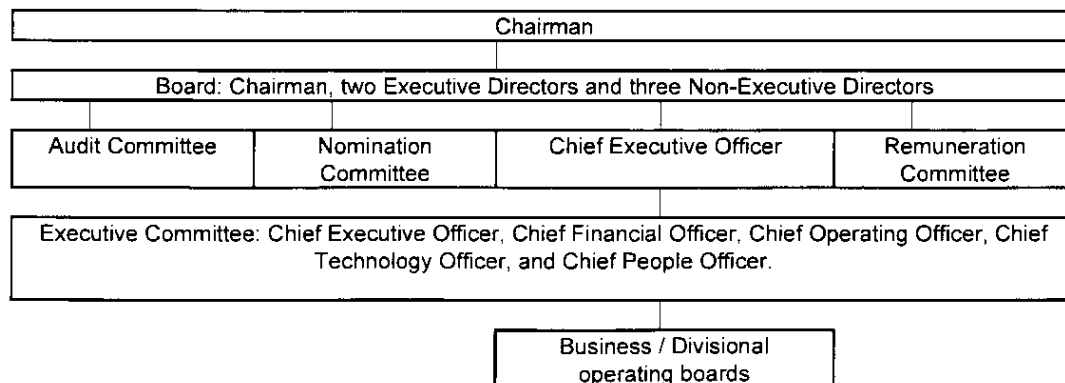 Chairman
Board: Chairman, two Executive Directors and three Non-Executive Directors
Audit Committee
Nomination
Committee
Chief Executive Officer
Remuneration
Committee
Executive Committee: Chief Executive Officer, Chief Financial Officer, Chief Operating Officer, Chief
Technology Officer, and Chief People Officer.
Business / Divisional
operating boards